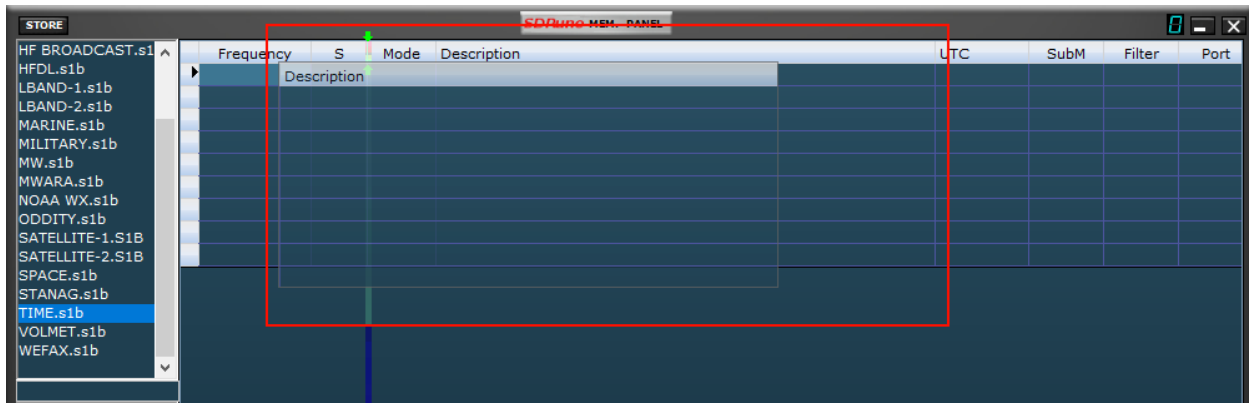 STORE
SDRuno MEM. PANEL
8
HF BROADCAST.s1
HFDL.s1b
LBAND-1.s1b
LBAND-2.s1b
MARINE.s1b
MILITARY.s1b
MW.s1b
MWARA.s1b
NOAA WX.s1b
ODDITY.s1b
SATELLITE-1.S1B
SATELLITE-2.S1B
SPACE.s1b
STANAG.s1b
TIME.s1b
VOLMET.s1b
WEFAX.s1b
Frequency S Mode Description UTC SubM Filter Port
Description